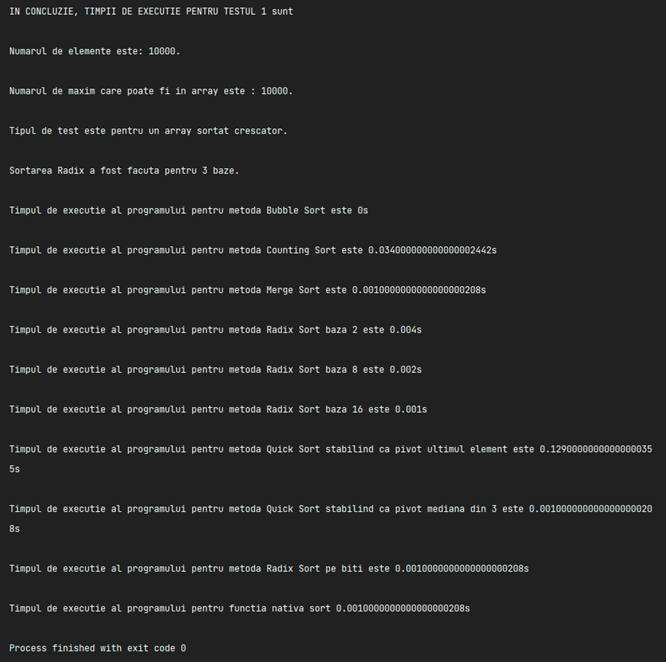 IN CONCLUZIE, TIMPII DE EXECUTIE PENTRU TESTUL 1 sunt
Numarul de elemente este: 10000.
Numarul de maxim care poate fi in array este : 10000.
Tipul de test este pentru un array sortat crescator.
Sortarea Radix a fost facuta pentru 3 baze.
Timpul de executie al programului pentru metoda Bubble Sort este 0s
Timpul de executie al programului pentru metoda Counting Sort este 0.034000000000000002442s
Timpul de executie al programului pentru metoda Merge Sort este 0.0010000000000000000208s
Timpul de executie al programului pentru metoda Radix Sort baza 2 este 0.004s
Timpul de executie al programului pentru metoda Radix Sort baza 8 este 0.002s
Timpul de executie al programului pentru metoda Radix Sort baza 16 este 0.001s
Timpul de executie al programului pentru metoda Quick Sort stabilind ca pivot ultimul element este 0.129000000000000035
5s
Timpul de executie al programului pentru metoda Quick Sort stabilind ca pivot mediana din 3 este 0.001000000000000000020
8s
Timpul de executie al programului pentru metoda Radix Sort pe biti este 0.0010000000000000000208s
Timpul de executie al programului pentru functia nativa sort 0.0010000000000000000208s
Process finished with exit code 0